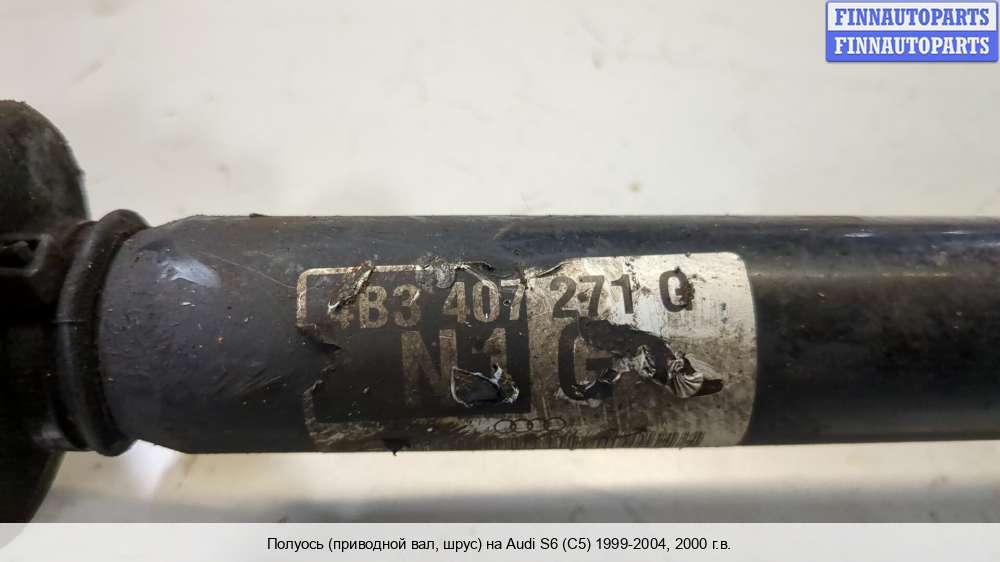 FINNAUTOPARTS
FINNAUTOPARTS
4B3 407 271 G
N1 G
Полуось (приводной вал, шрус) на Audi S6 (C5) 1999-2004, 2000 г.в.